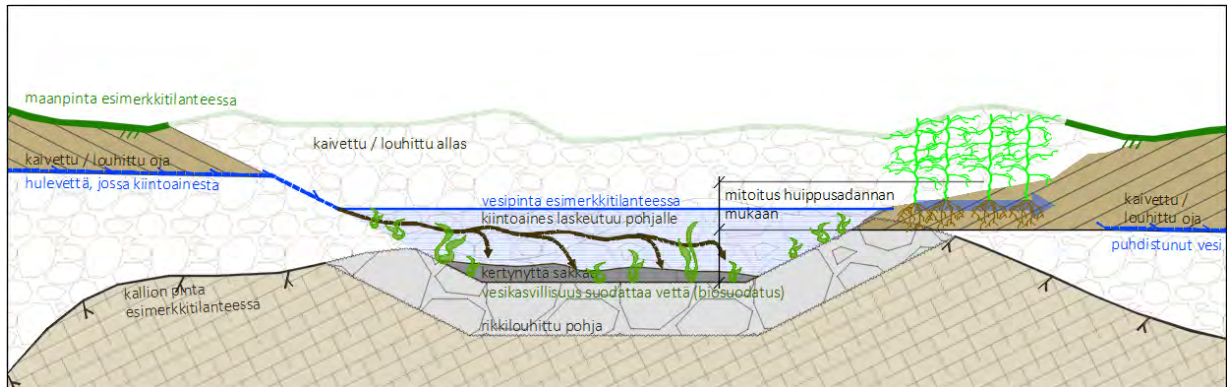 maanpinta esimerkkitilanteessa
kaivettu / louhittu allas
kaivettu / louhittu oja
hulevettä, jossa kiintoainesta
vesipinta esimerkkitilanteessa
kiintoaines laskeutuu pohjalle
mitoitus huippusadannan
mukaan
kaivettu /
louhittu oja
puhdistunut vesi
kertynyttä sakkaa
kallion pinta
esimerkkitilanteessa
vesikasvillisuus suodattaa vettä (biosuodatus)
rikkilouhittu pohja